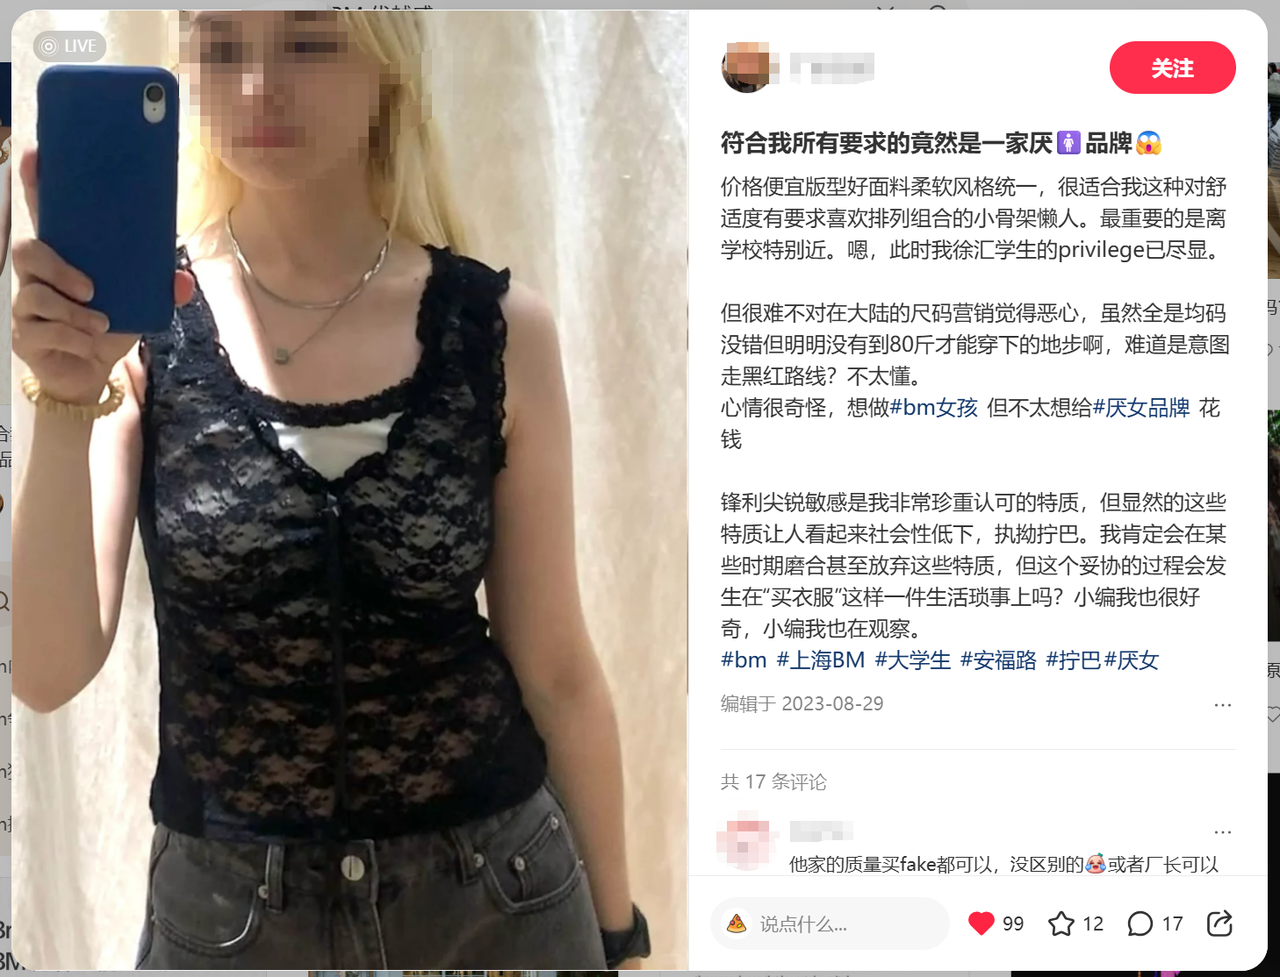 LIVE
关注
符合我所有要求的竟然是一家厌🚺品牌😱
价格便宜版型好面料柔软风格统一，很适合我这种对舒
适度有要求喜欢排列组合的小骨架懒人。最重要的是离
学校特别近。嗯，此时我徐汇学生的privilege已尽显。
但很难不对在大陆的尺码营销觉得恶心，虽然全是均码
没错但明明没有到80斤才能穿下的地步啊，难道是意图
走黑红路线？不太懂。
心情很奇怪，想做#bm女孩 但不太想给#厌女品牌 花
钱
锋利尖锐敏感是我非常珍重认可的特质，但显然的这些
特质让人看起来社会性低下，执拗拧巴。我肯定会在某
些时期磨合甚至放弃这些特质，但这个妥协的过程会发
生在“买衣服”这样一件生活琐事上吗？小编我也很好
奇，小编我也在观察。
#bm #上海BM #大学生 #安福路 #拧巴#厌女
编辑于 2023-08-29
共 17 条评论
他家的质量买fake都可以，没区别的🥲或者厂长可以
说点什么...
99
12
17